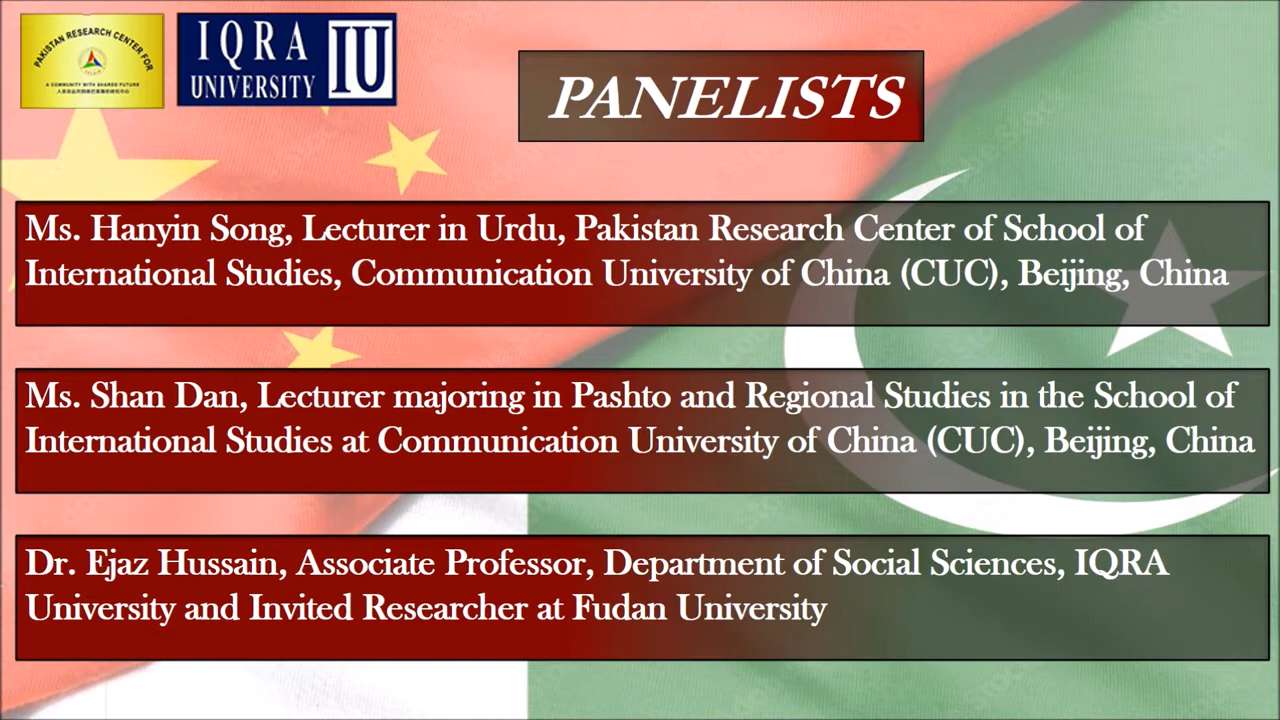 PAKISTAN RESEARCH CENTER FOR
A COMMUNITY WITH SHARED FUTURE
IQRA
UNIVERSITY
IU
PANELISTS
Ms. Hanyin Song, Lecturer in Urdu, Pakistan Research Center of School of
International Studies, Communication University of China (CUC), Beijing, China
Ms. Shan Dan, Lecturer majoring in Pashto and Regional Studies in the School of
International Studies at Communication University of China (CUC), Beijing, China
Dr. Ejaz Hussain, Associate Professor, Department of Social Sciences, IQRA
University and Invited Researcher at Fudan University